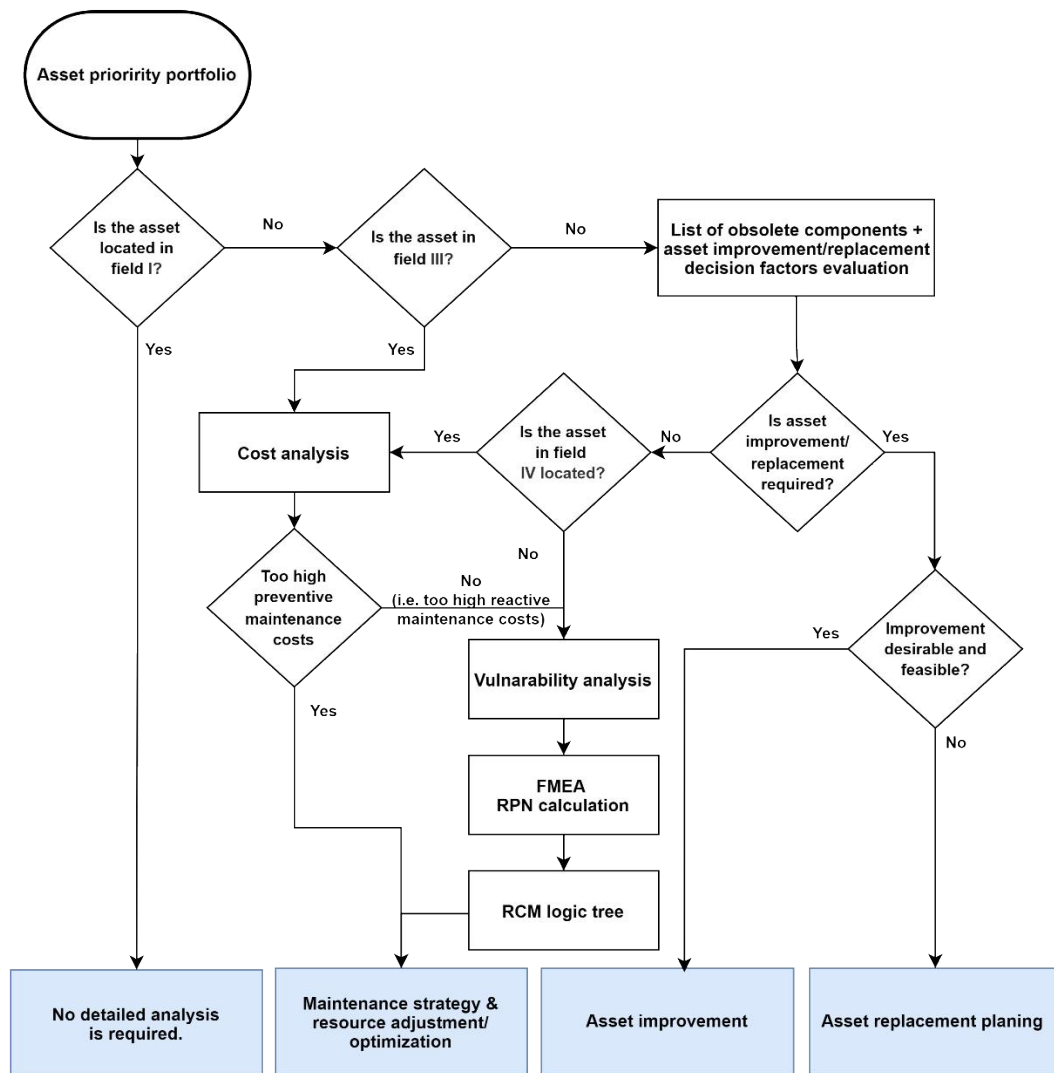 Asset prioririty portfolio
Is the asset
located in
field I?
No
Is the asset in
field III?
No
List of obsolete components +
asset improvement/replacement
decision factors evaluation
Yes
Yes
Cost analysis
Yes
Is the asset
in field
IV located?
No
Is asset
improvement/
replacement
required?
Yes
No
Too high
preventive
maintenance
costs
No
(i.e. too high reactive
maintenance costs)
Yes
Improvement
desirable and
feasible?
Vulnarability analysis
Yes
No
FMEA
RPN calculation
RCM logic tree
No detailed analysis
is required.
Maintenance strategy &
resource adjustment/
optimization
Asset improvement
Asset replacement planing